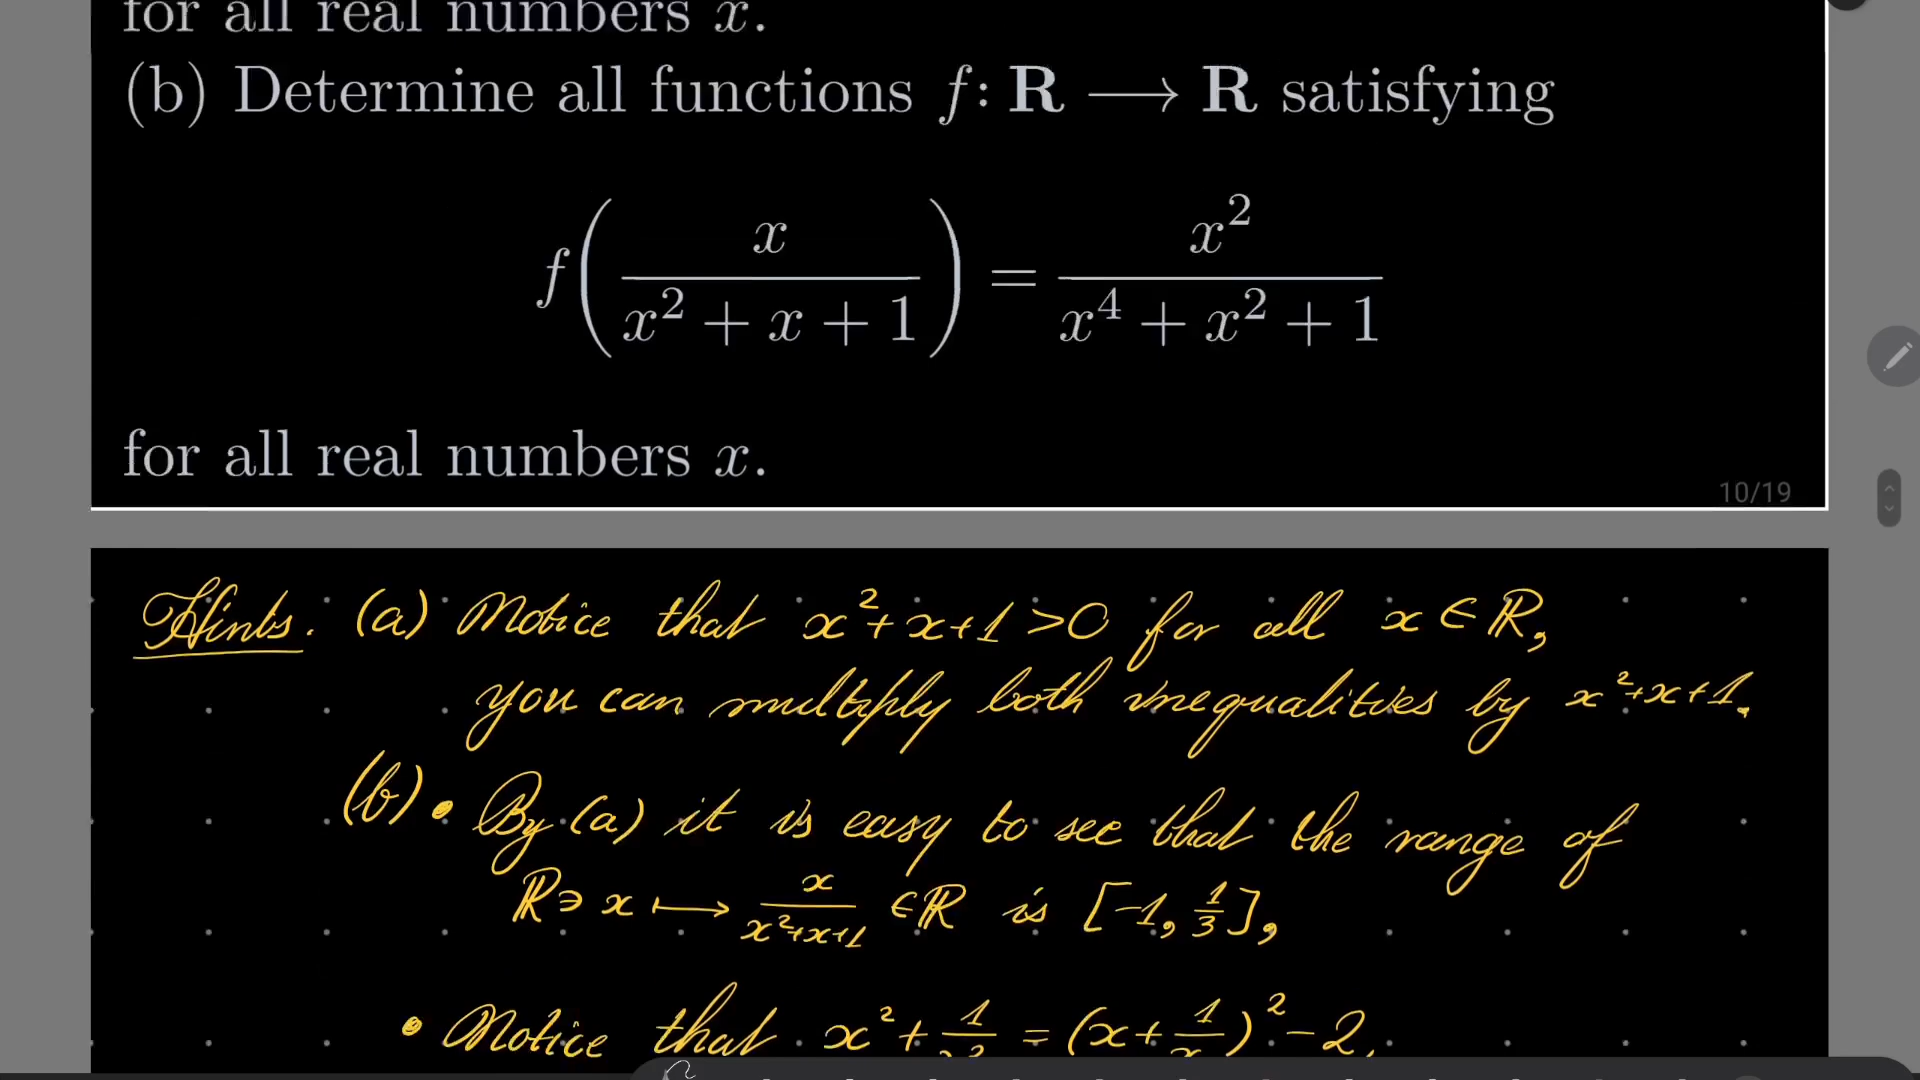 for all real numbers x.
(b) Determine all functions f: R ⟶ R satisfying
f(x/(x² + x + 1)) = x²/(x⁴ + x² + 1)
for all real numbers x.
10/19
Hints. (a) Notice that x²+x+1>0 for all x∈ℝ,
you can multiply both inequalities by x²+x+1.
(b) • By (a) it is easy to see that the range of
ℝ∋x ⟼ x/(x²+x+1) ∈ℝ is [-1, 1/3],
• Notice that x² + 1/x² = (x + 1/x)² - 2,